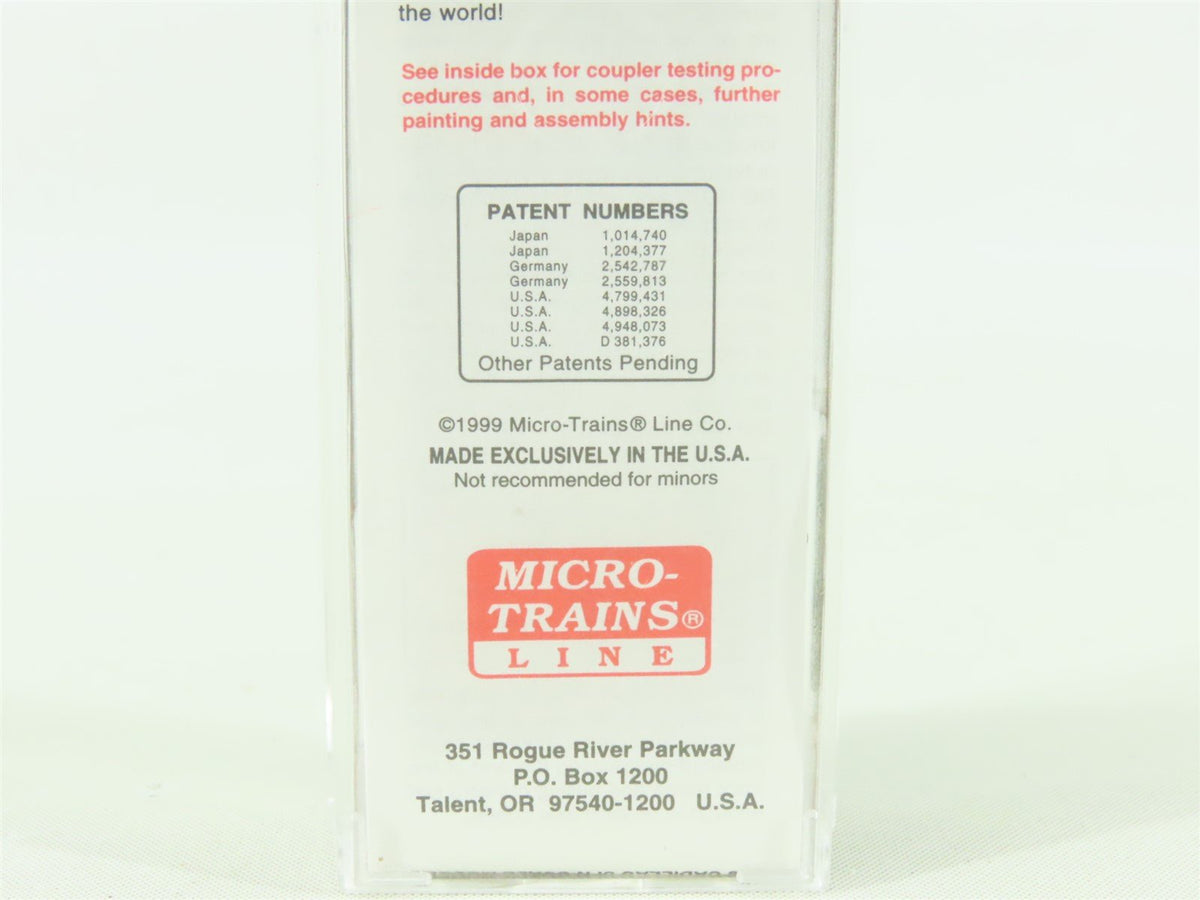 the world!
See inside box for coupler testing pro-
cedures and, in some cases, further
painting and assembly hints.
PATENT NUMBERS
Japan 1,014,740
Japan 1,204,377
Germany 2,542,787
Germany 2,559,813
U.S.A. 4,799,431
U.S.A. 4,898,326
U.S.A. 4,948,073
U.S.A. D 381,376
Other Patents Pending
©1999 Micro-Trains® Line Co.
MADE EXCLUSIVELY IN THE U.S.A.
Not recommended for minors
MICRO-
TRAINS®
LINE
351 Rogue River Parkway
P.O. Box 1200
Talent, OR 97540-1200 U.S.A.